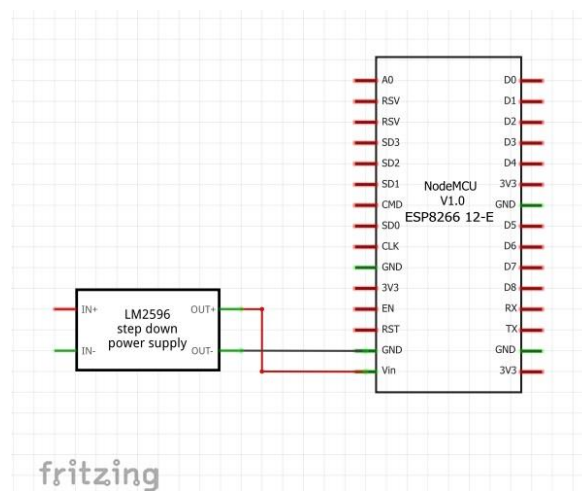 A0
RSV
RSV
SD3
SD2
SD1
CMD
SD0
CLK
GND
3V3
EN
RST
GND
Vin
NodeMCU
V1.0
ESP8266 12-E
D0
D1
D2
D3
D4
3V3
GND
D5
D6
D7
D8
RX
TX
GND
3V3
IN+
IN-
LM2596
step down
power supply
OUT+
OUT-
fritzing